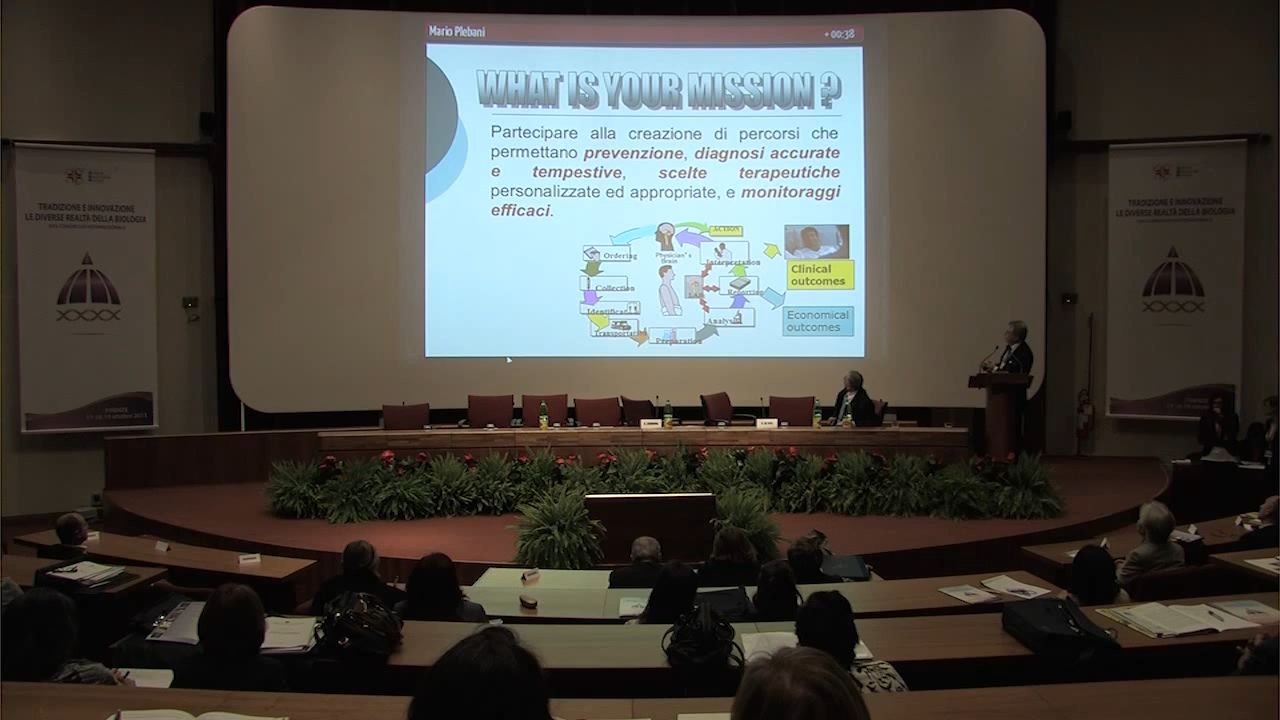 Mario Plebani
+ 00:38
WHAT IS YOUR MISSION ?
Partecipare alla creazione di percorsi che
permettano prevenzione, diagnosi accurate
e tempestive, scelte terapeutiche
personalizzate ed appropriate, e monitoraggi
efficaci.
ACTION
Ordering
Physician's
Brain
Interpretation
Collection
Reporting
Clinical
outcomes
Analysis
Transportati
Preparation
Economical
outcomes
TRADIZIONE E INNOVAZIONE
LE DIVERSE REALTÀ DELLA BIOLOGIA
FIRENZE
TRADIZIONE E INNOVAZIONE
LE DIVERSE REALTÀ DELLA BIOLOGIA